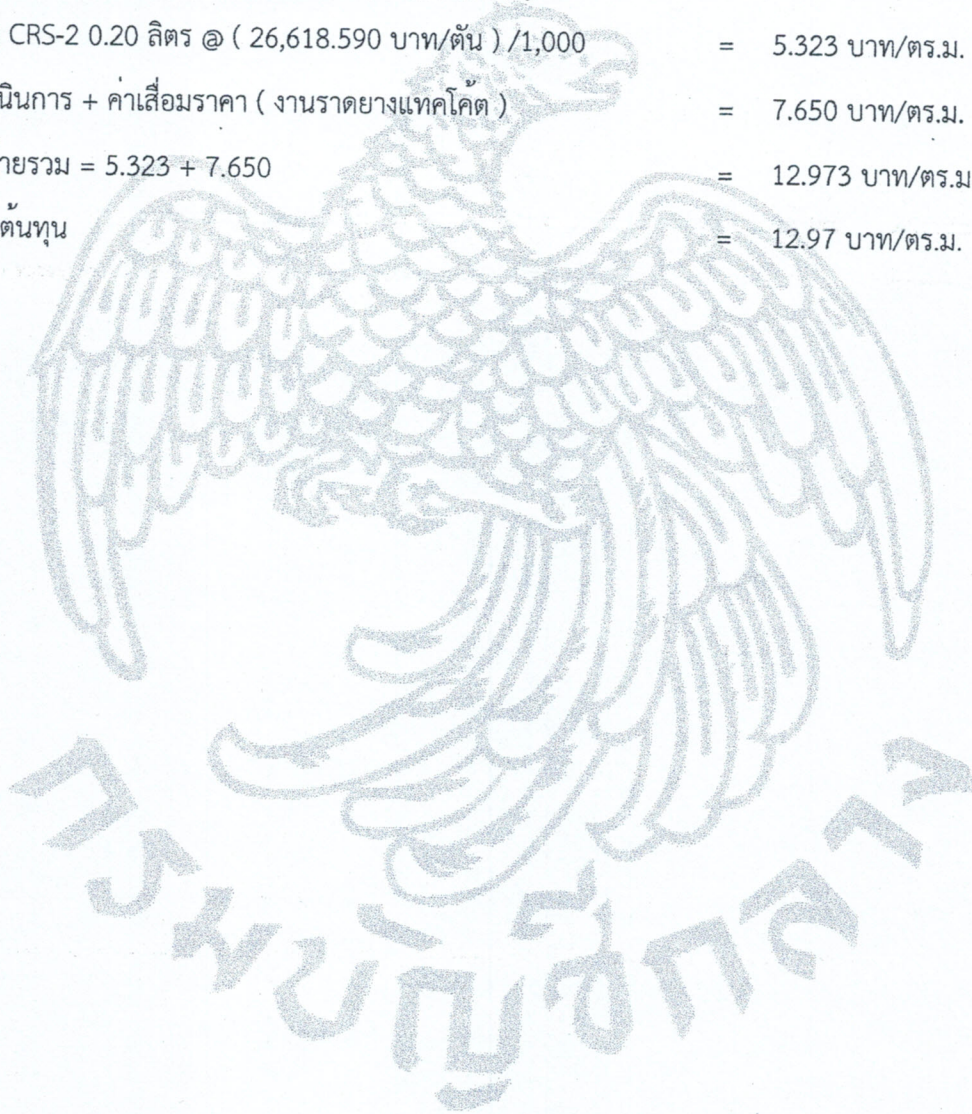 CRS-2 0.20 ลิตร @ ( 26,618.590 บาท/ตัน ) /1,000 = 5.323 บาท/ตร.ม.
นินการ + ค่าเสื่อมราคา ( งานราดยางแทคโค้ต ) = 7.650 บาท/ตร.ม.
ายรวม = 5.323 + 7.650 = 12.973 บาท/ตร.ม
ต้นทุน = 12.97 บาท/ตร.ม.
กรมบัญชีกลาง